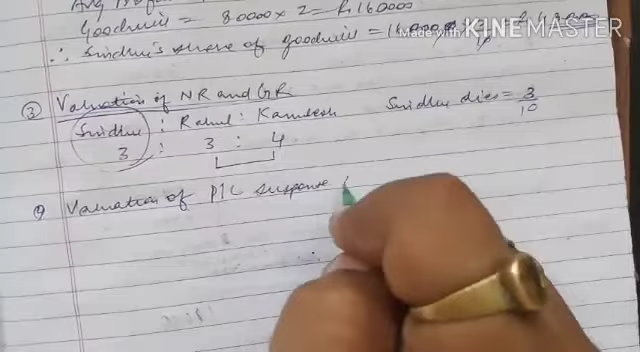 Goodwill = 80000 x 2 = ₹ 160000
∴ Sindhu's share of goodwill =
Made With KINEMASTER
③ Valuation of NR and GR
Sindhu : Rahul : Kamlesh
3 : 3 : 4
Sindhu dies = 3/10
④ Valuation of P/L suspense